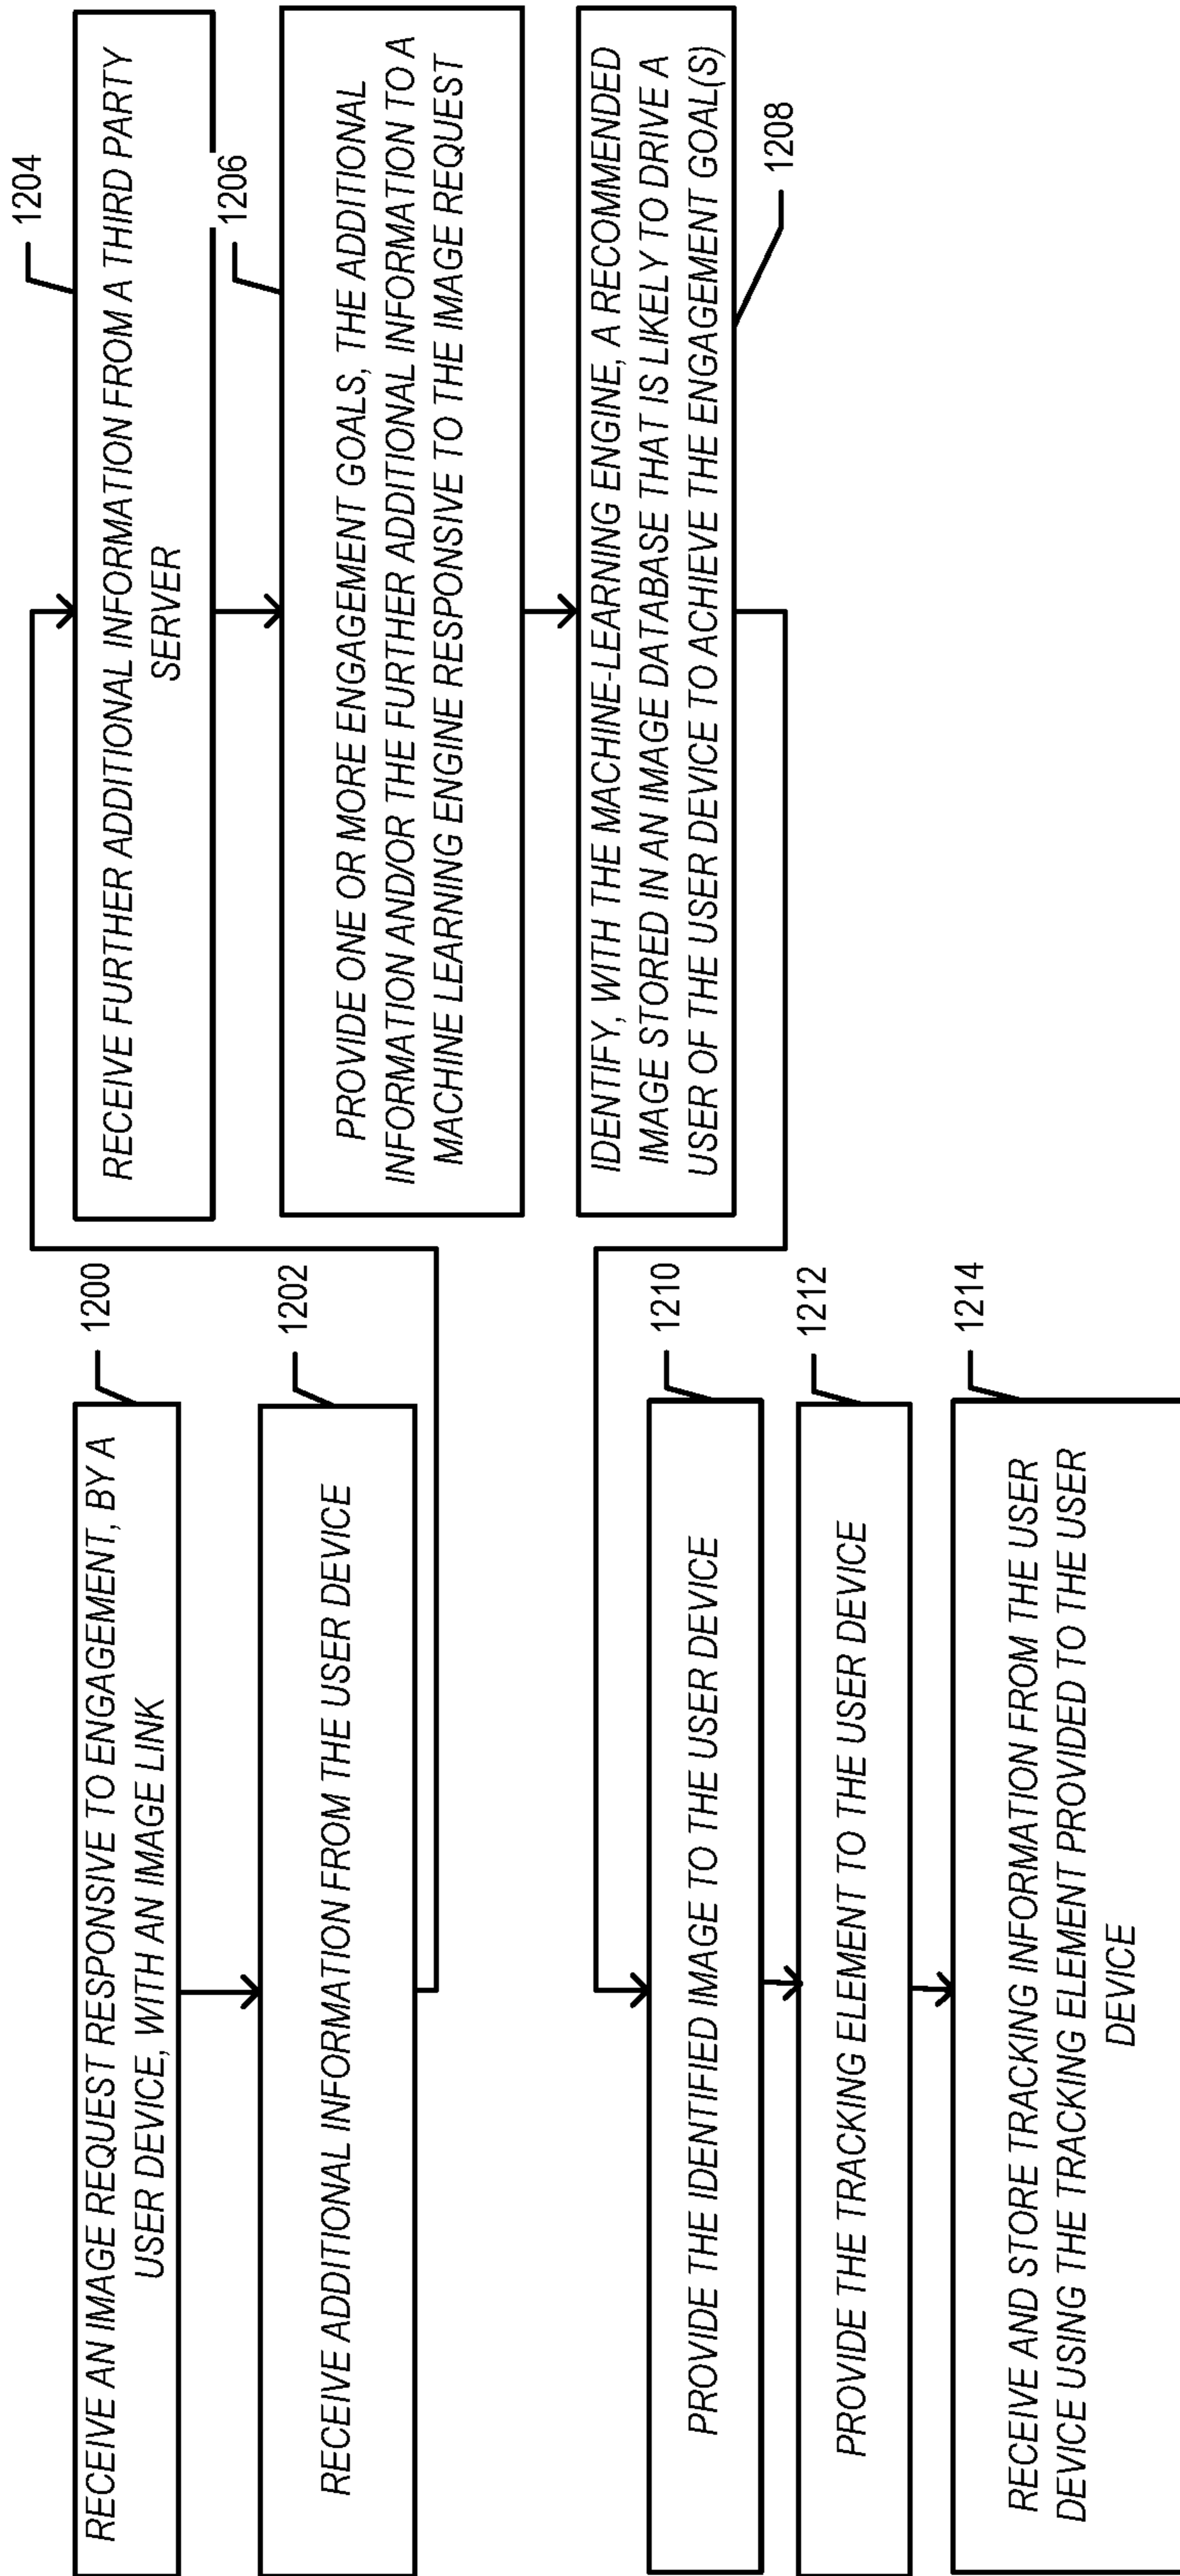 1200
RECEIVE AN IMAGE REQUEST RESPONSIVE TO ENGAGEMENT, BY A
USER DEVICE, WITH AN IMAGE LINK
1202
RECEIVE ADDITIONAL INFORMATION FROM THE USER DEVICE
1204
RECEIVE FURTHER ADDITIONAL INFORMATION FROM A THIRD PARTY
SERVER
1206
PROVIDE ONE OR MORE ENGAGEMENT GOALS, THE ADDITIONAL
INFORMATION AND/OR THE FURTHER ADDITIONAL INFORMATION TO A
MACHINE LEARNING ENGINE RESPONSIVE TO THE IMAGE REQUEST
IDENTIFY, WITH THE MACHINE-LEARNING ENGINE, A RECOMMENDED
IMAGE STORED IN AN IMAGE DATABASE THAT IS LIKELY TO DRIVE A
USER OF THE USER DEVICE TO ACHIEVE THE ENGAGEMENT GOAL(S)
1208
1210
PROVIDE THE IDENTIFIED IMAGE TO THE USER DEVICE
1212
PROVIDE THE TRACKING ELEMENT TO THE USER DEVICE
1214
RECEIVE AND STORE TRACKING INFORMATION FROM THE USER
DEVICE USING THE TRACKING ELEMENT PROVIDED TO THE USER
DEVICE